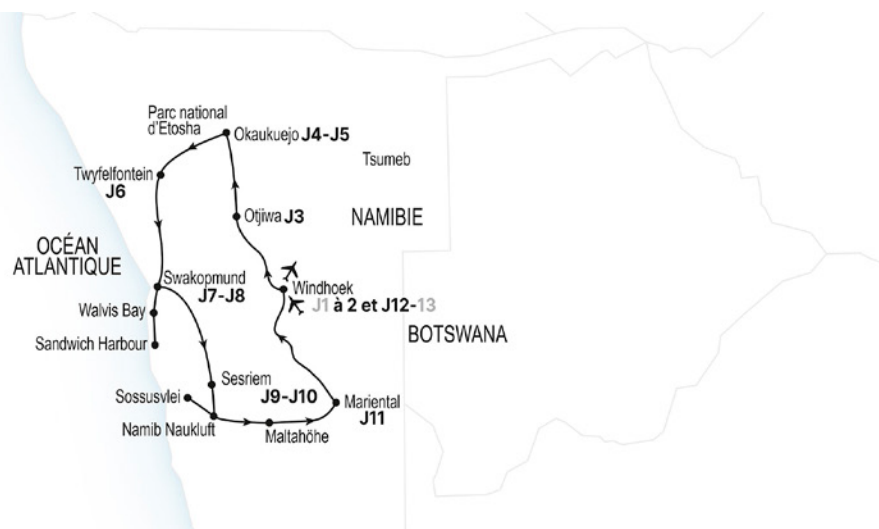 Parc national
d'Etosha
Okaukuejo J4-J5
Tsumeb
Twyfelfontein
J6
Otjiwa J3
NAMIBIE
OCÉAN
ATLANTIQUE
Swakopmund
J7-J8
Windhoek
J1 à 2 et J12-13
Walvis Bay
Sandwich Harbour
BOTSWANA
Sesriem
J9-J10
Sossusvlei
Mariental
J11
Namib Naukluft
Maltahöhe